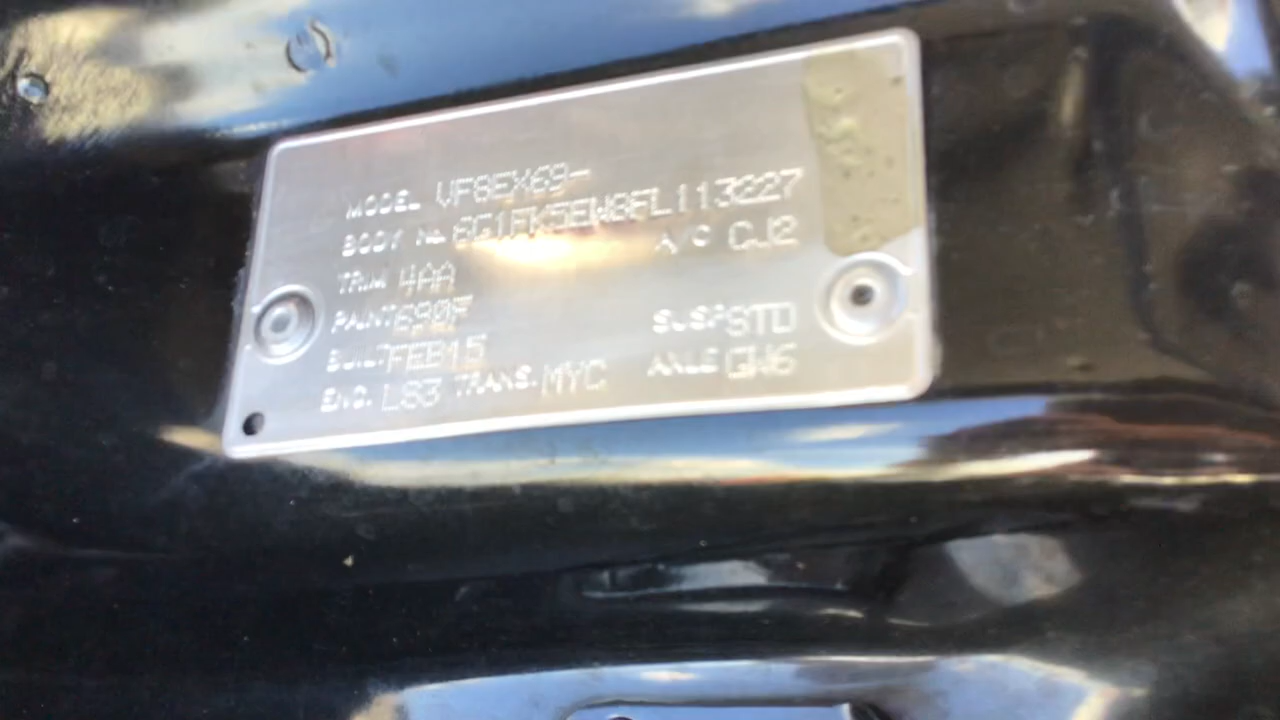 MODEL VF8EX69-
BODY No. 6G1FK5EW8FL113227
A/C CJ2
TRIM 4AA
PAINT 690F SUSP STD
BUILT FEB15
ENG. LS3 TRANS. MYC AXLE GW6